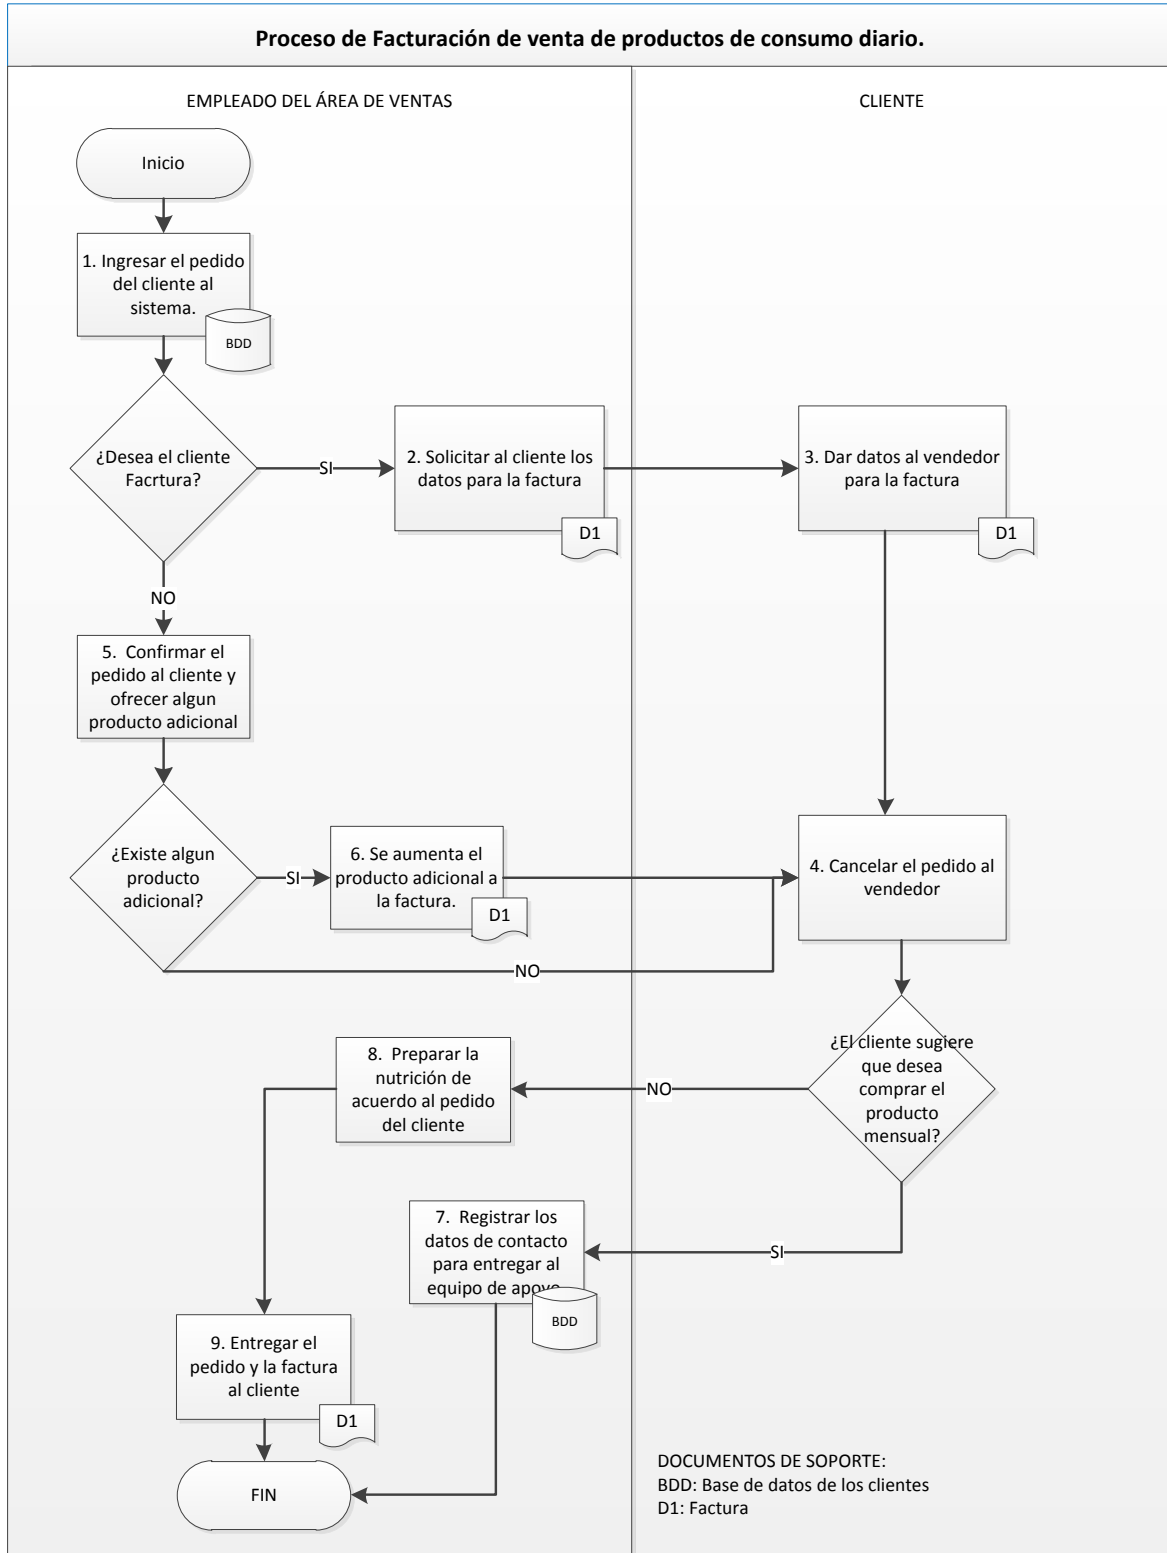 Proceso de Facturación de venta de productos de consumo diario.
EMPLEADO DEL ÁREA DE VENTAS
CLIENTE
Inicio
1. Ingresar el pedido
del cliente al
sistema.
BDD
¿Desea el cliente
Facrtura?
SI
2. Solicitar al cliente los
datos para la factura
D1
3. Dar datos al vendedor
para la factura
D1
NO
5. Confirmar el
pedido al cliente y
ofrecer algun
producto adicional
¿Existe algun
producto
adicional?
SI
6. Se aumenta el
producto adicional a
la factura.
D1
NO
4. Cancelar el pedido al
vendedor
¿El cliente sugiere
que desea
comprar el
producto
mensual?
NO
8. Preparar la
nutrición de
acuerdo al pedido
del cliente
SI
7. Registrar los
datos de contacto
para entregar al
equipo de apoyo.
BDD
9. Entregar el
pedido y la factura
al cliente
D1
FIN
DOCUMENTOS DE SOPORTE:
BDD: Base de datos de los clientes
D1: Factura